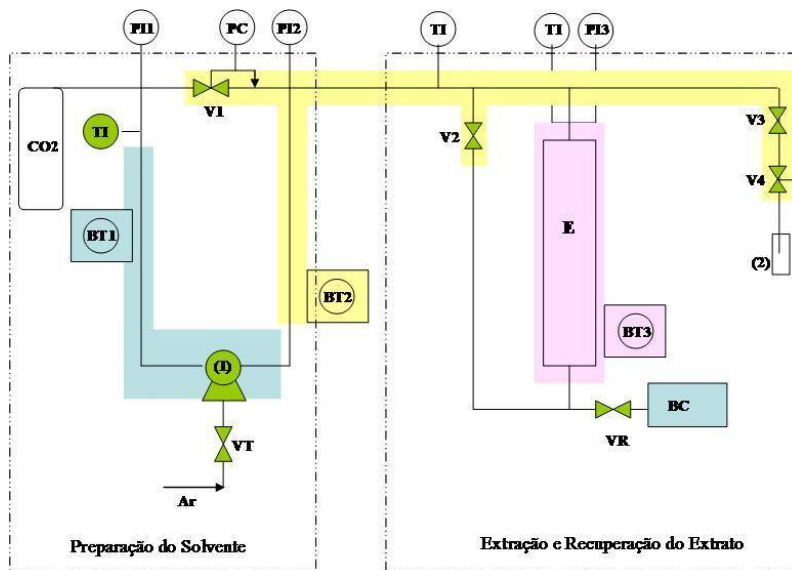 PI1
PC
PI2
TI
TI
PI3
V1
CO2
TI
V2
V3
V4
E
BT1
(2)
BT2
BT3
(1)
BC
VT
VR
Ar
Preparação do Solvente
Extração e Recuperação do Extrato